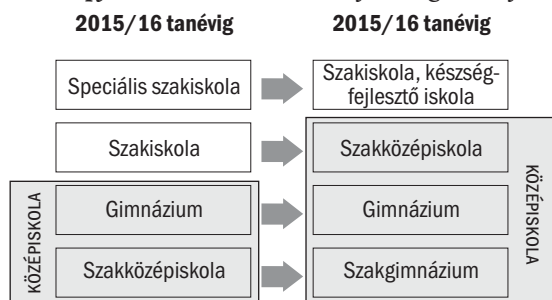 2015/16 tanévig 2015/16 tanévig
Speciális szakiskola Szakiskola, készség-
fejlesztő iskola
Szakiskola Szakközépiskola
Gimnázium Gimnázium
Szakközépiskola Szakgimnázium
KÖZÉPISKOLA
KÖZÉPISKOLA